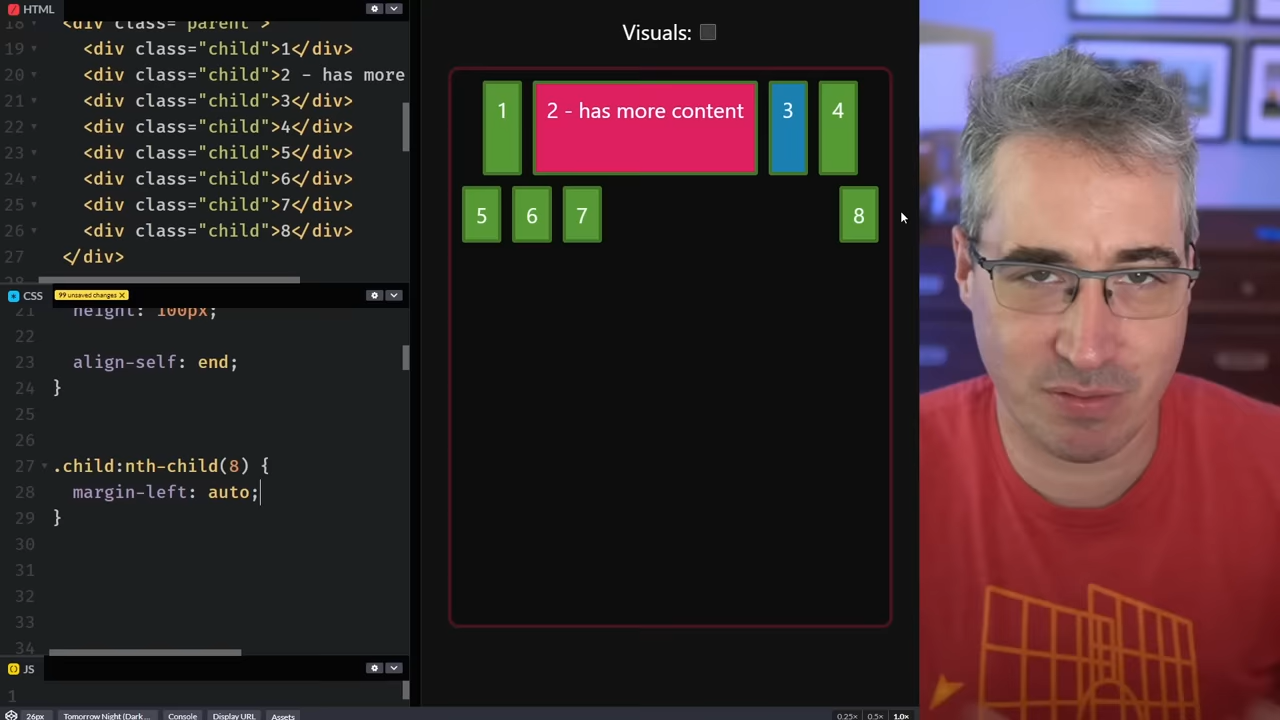 HTML
18 <div class="parent">
19 <div class="child">1</div>
20 <div class="child">2 - has more
21 <div class="child">3</div>
22 <div class="child">4</div>
23 <div class="child">5</div>
24 <div class="child">6</div>
25 <div class="child">7</div>
26 <div class="child">8</div>
27 </div>
28
CSS 99 unsaved changes X
21 height: 100px;
22
23 align-self: end;
24 }
25
26
27 .child:nth-child(8) {
28 margin-left: auto;
29 }
30
31
32
33
34
JS
1
26px Tomorrow Night (Dark... Console Display URL Assets
Visuals:
1 2 - has more content 3 4
5 6 7 8
0.25× 0.5× 1.0×